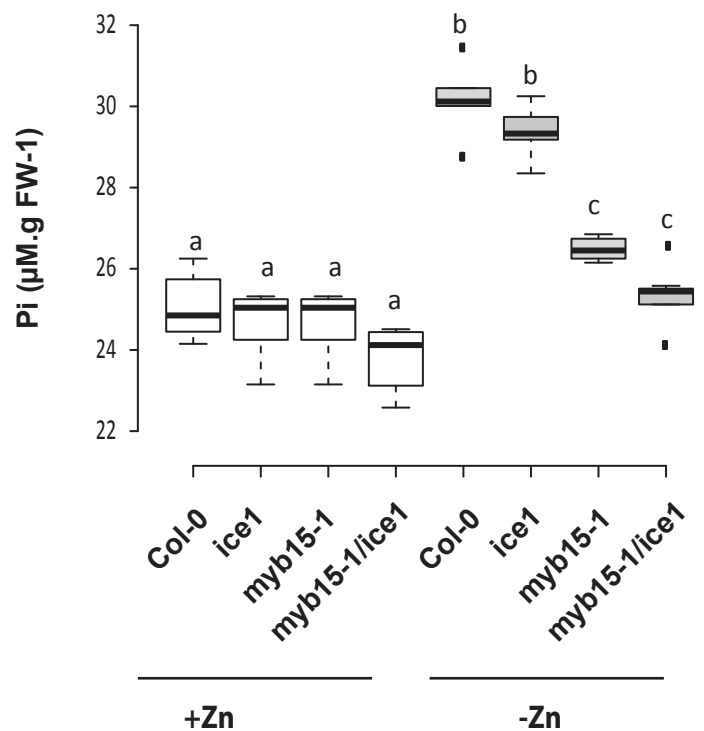 Pi (µM.g FW-1)
32
30
28
26
24
22
a
a
a
a
b
b
c
c
Col-0
ice1
myb15-1
myb15-1/ice1
Col-0
ice1
myb15-1
myb15-1/ice1
+Zn
-Zn